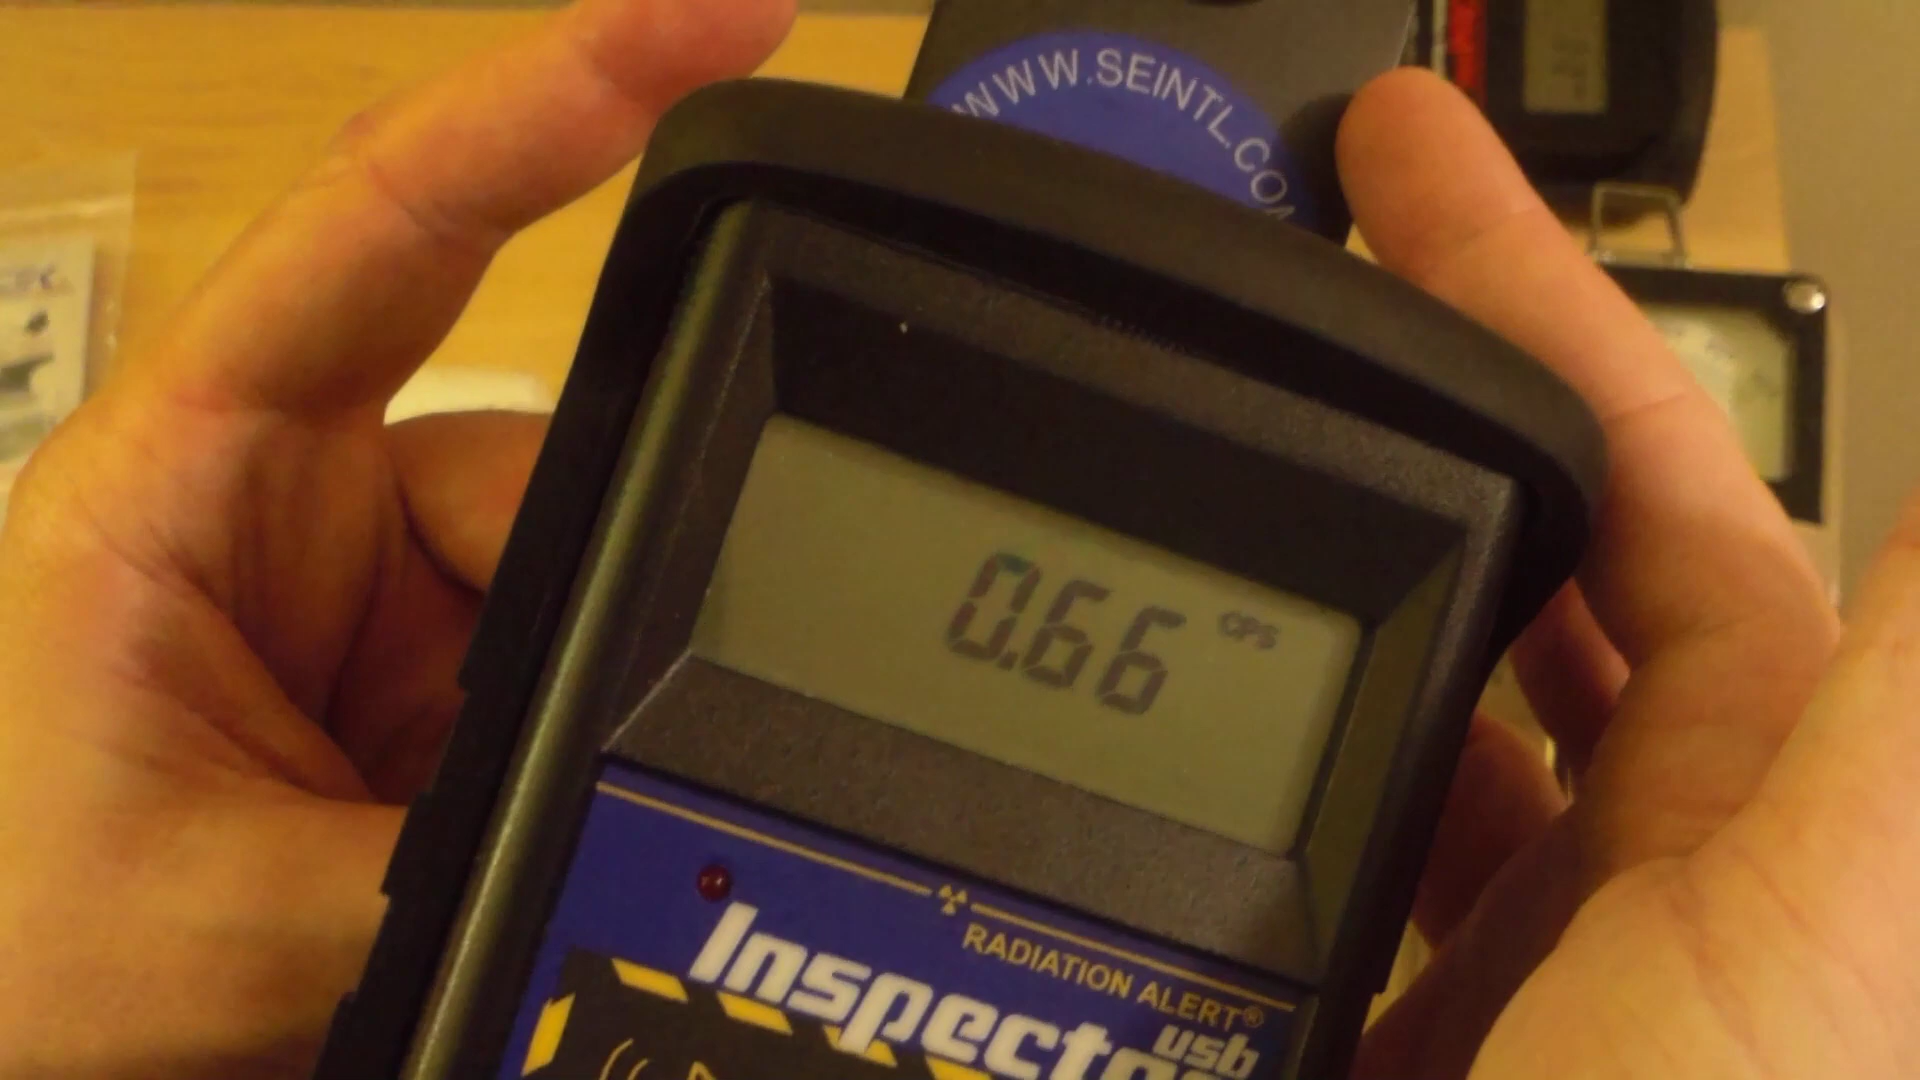 WWW.SEINTL.COM
0.66 CPS
RADIATION ALERT®
Inspector
usb